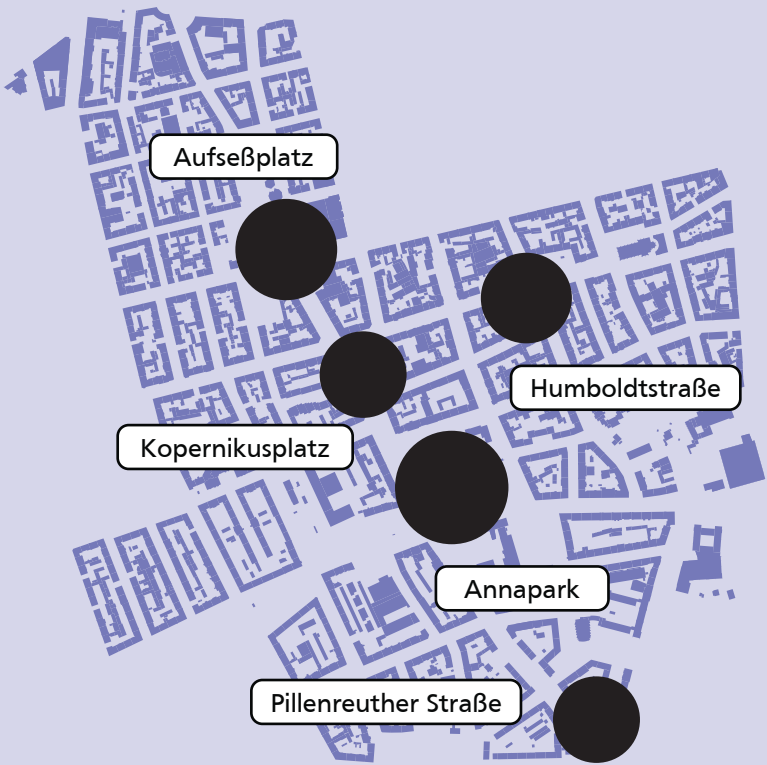 Aufseßplatz
Humboldtstraße
Kopernikusplatz
Annapark
Pillenreuther Straße